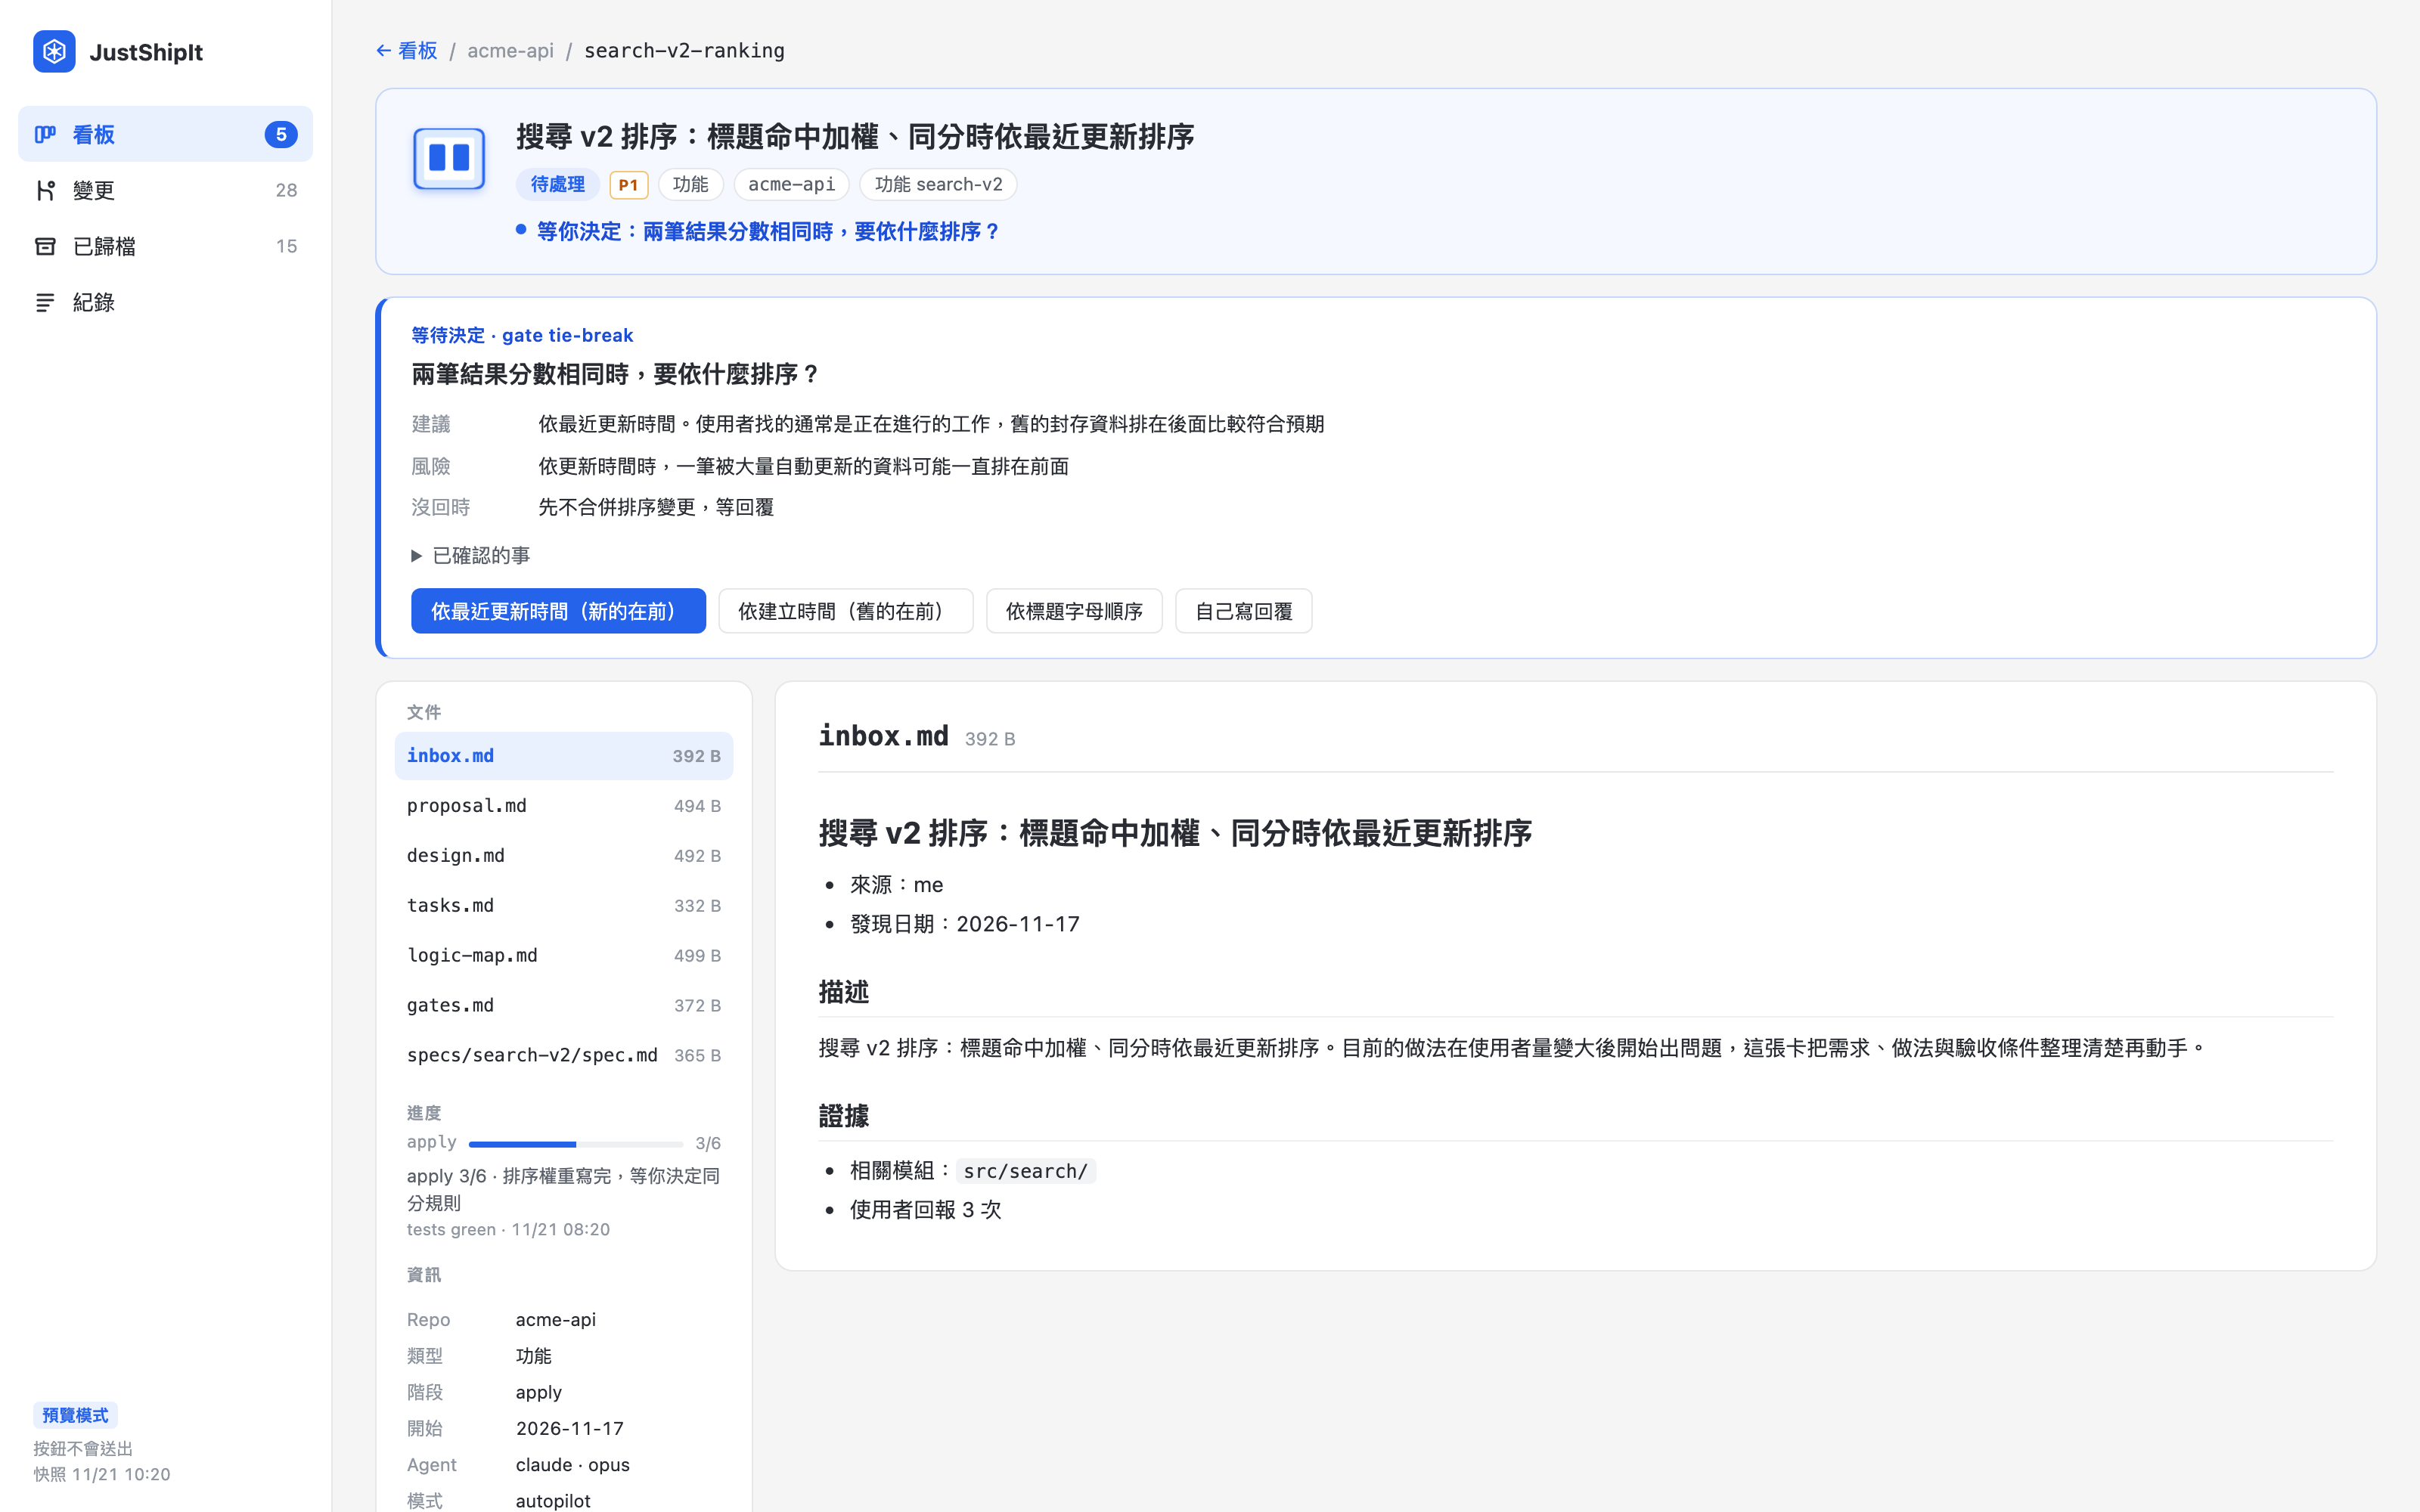 JustShipIt
看板 5
變更 28
已歸檔 15
紀錄
預覽模式
按鈕不會送出
快照 11/21 10:20
← 看板 / acme-api / search-v2-ranking
搜尋 v2 排序：標題命中加權、同分時依最近更新排序
待處理 P1 功能 acme-api 功能 search-v2
等你決定：兩筆結果分數相同時，要依什麼排序？
等待決定 · gate tie-break
兩筆結果分數相同時，要依什麼排序？
建議 依最近更新時間。使用者找的通常是正在進行的工作，舊的封存資料排在後面比較符合預期
風險 依更新時間時，一筆被大量自動更新的資料可能一直排在前面
沒回時 先不合併排序變更，等回覆
▶ 已確認的事
依最近更新時間（新的在前） 依建立時間（舊的在前） 依標題字母順序 自己寫回覆
文件
inbox.md 392 B
proposal.md 494 B
design.md 492 B
tasks.md 332 B
logic-map.md 499 B
gates.md 372 B
specs/search-v2/spec.md 365 B
進度
apply 3/6
apply 3/6 · 排序權重寫完，等你決定同
分規則
tests green · 11/21 08:20
資訊
Repo acme-api
類型 功能
階段 apply
開始 2026-11-17
Agent claude · opus
模式 autopilot
inbox.md 392 B
搜尋 v2 排序：標題命中加權、同分時依最近更新排序
• 來源：me
• 發現日期：2026-11-17
描述
搜尋 v2 排序：標題命中加權、同分時依最近更新排序。目前的做法在使用者量變大後開始出問題，這張卡把需求、做法與驗收條件整理清楚再動手。
證據
• 相關模組：src/search/
• 使用者回報 3 次